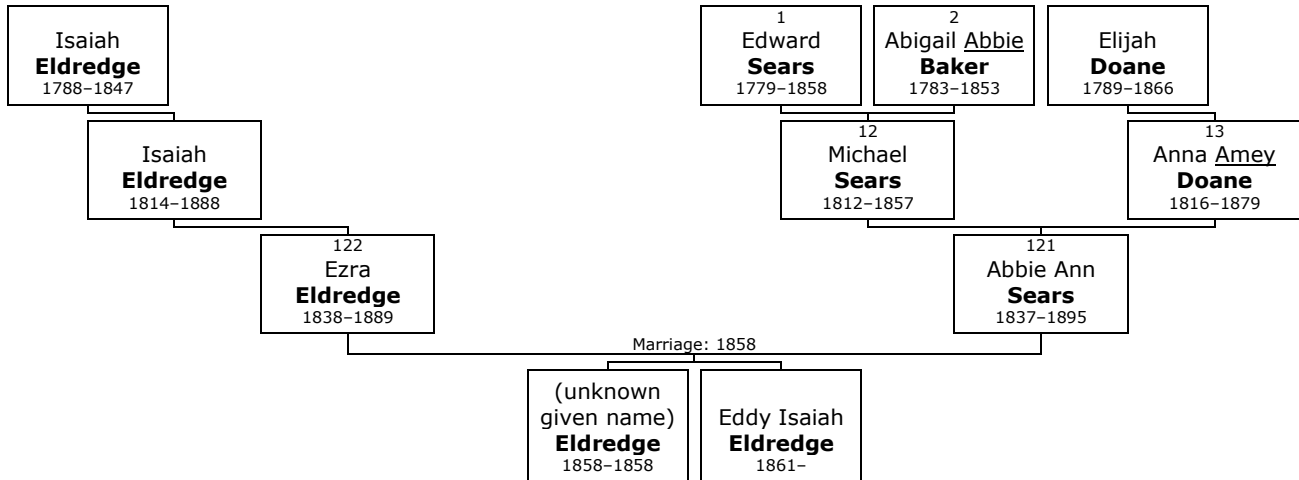 Isaiah
Eldredge
1788–1847
1
Edward
Sears
1779–1858
2
Abigail Abbie
Baker
1783–1853
Elijah
Doane
1789–1866
Isaiah
Eldredge
1814–1888
12
Michael
Sears
1812–1857
13
Anna Amey
Doane
1816–1879
122
Ezra
Eldredge
1838–1889
121
Abbie Ann
Sears
1837–1895
Marriage: 1858
(unknown
given name)
Eldredge
1858–1858
Eddy Isaiah
Eldredge
1861–